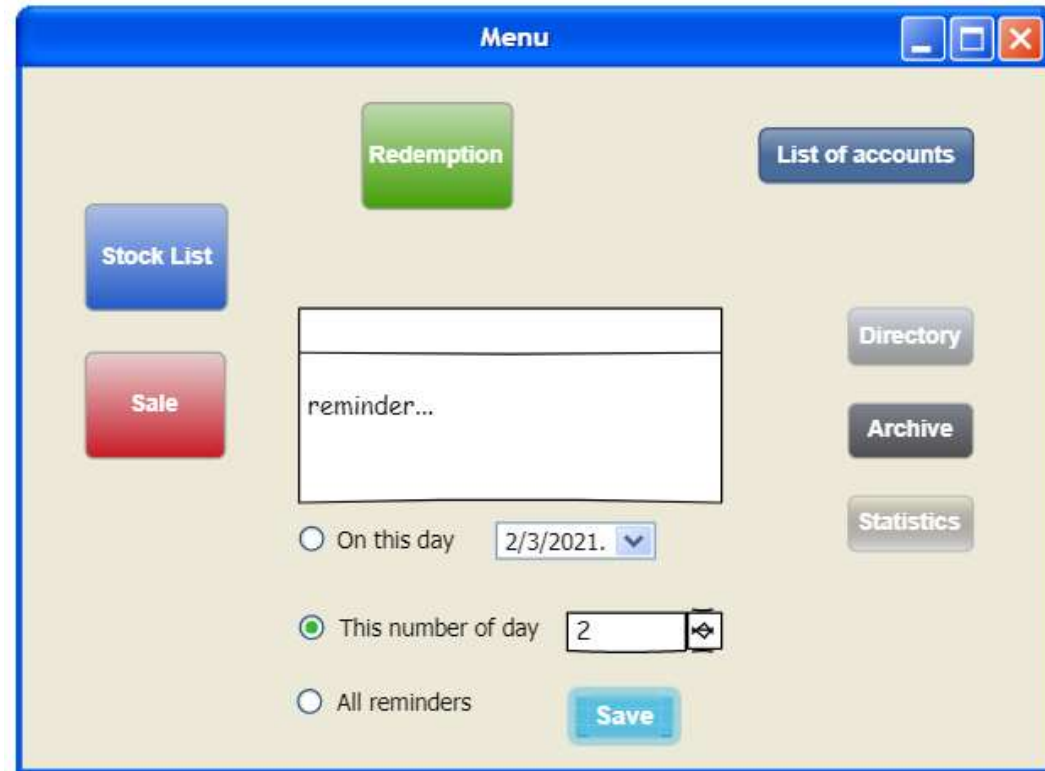 Menu
Redemption
List of accounts
Stock List
Directory
Sale
reminder...
Archive
Statistics
On this day
2/3/2021.
This number of day
2
All reminders
Save